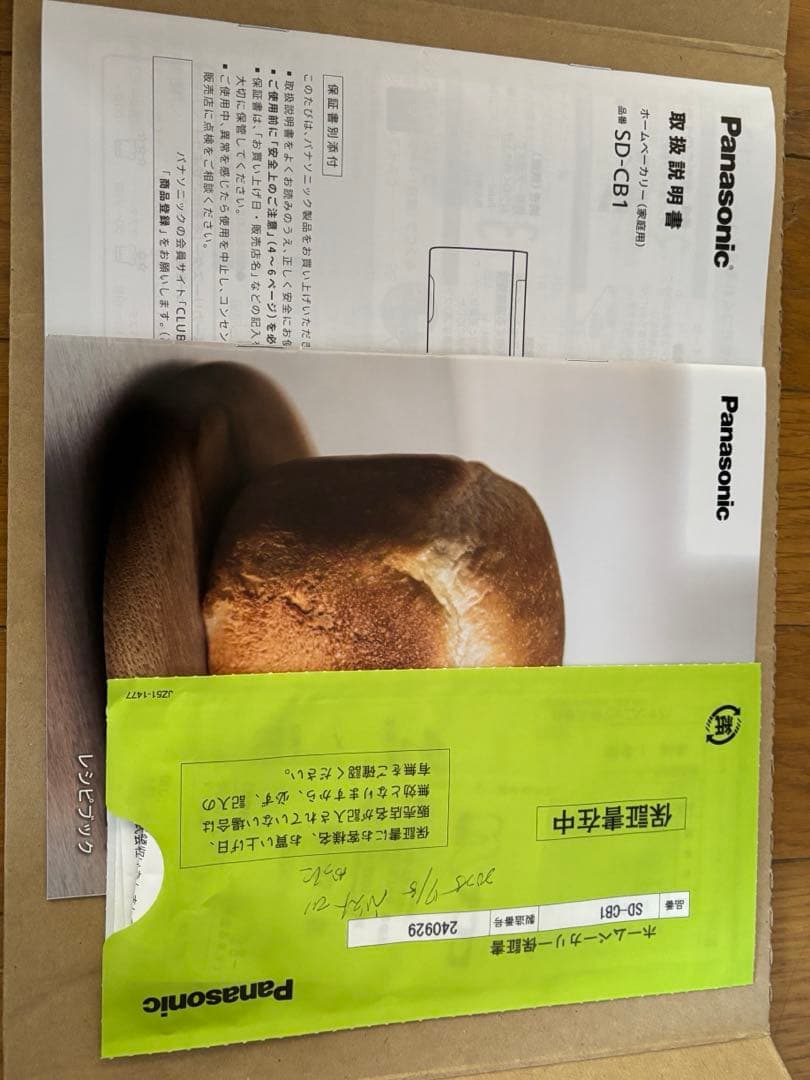 Panasonic
取扱説明書
ホームベーカリー(家庭用)
品番 SD-CB1
保証書別添付
このたびは、パナソニック製品をお買い上げいただき
■取扱説明書をよくお読みのうえ、正しく安全にお使
■ご使用前に「安全上のご注意」(4～6ページ)を必
■保証書は、「お買い上げ日・販売店名」などの記入を
大切に保管してください。
■ご使用中、異常を感じたら使用を中止し、コンセン
販売店に点検をご相談ください。
パナソニックの会員サイト「CLUB
「商品登録」をお願いします。
Panasonic
レシピブック
Panasonic
ホームベーカリー保証書
品番
SD-CB1
製造番号
240929
保証書在中
保証書にお客様名、お買い上げ日、
販売店名が記入されていない場合は
無効となりますから、必ず、記入の
有無をご確認ください。
JZ51-1477